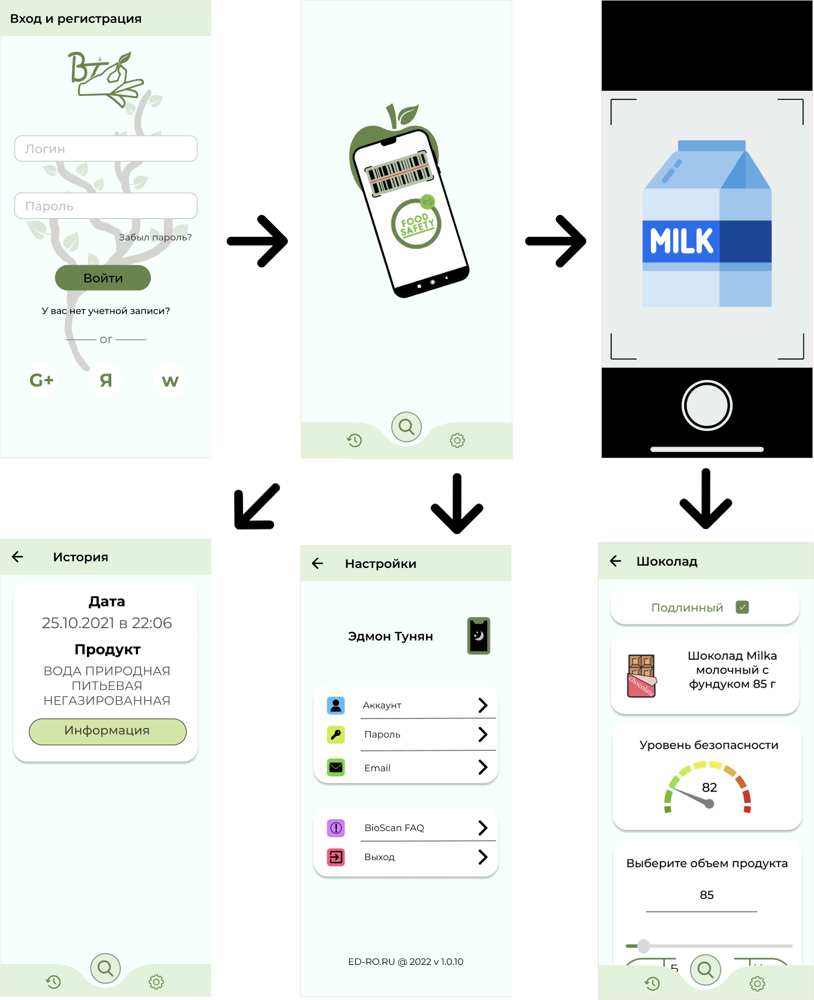 Вход и регистрация
Логин
Пароль
Забыл пароль?
Войти
У вас нет учетной записи?
or
G+ Я w
FOOD
SAFETY
MILK
История
Дата
25.10.2021 в 22:06
Продукт
ВОДА ПРИРОДНАЯ
ПИТЬЕВАЯ
НЕГАЗИРОВАННАЯ
Информация
Настройки
Эдмон Тунян
Аккаунт
Пароль
Email
BioScan FAQ
Выход
ED-RO.RU @ 2022 v 1.0.10
Шоколад
Подлинный
chocolate
Шоколад Milka
молочный с
фундуком 85 г
Уровень безопасности
82
Выберите объем продукта
85
Б